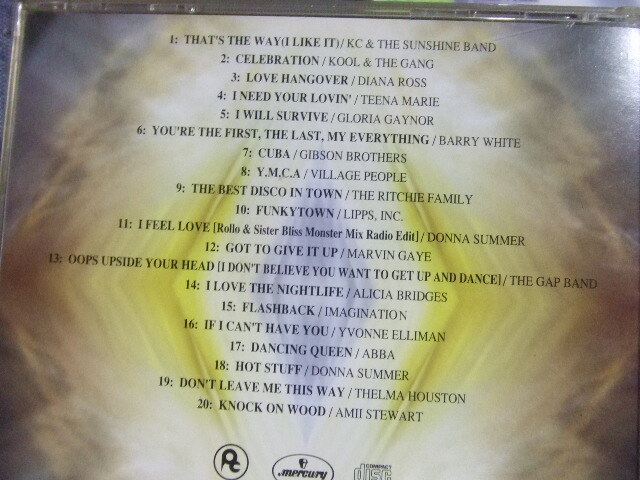 1: THAT'S THE WAY(I LIKE IT)/ KC & THE SUNSHINE BAND
2: CELEBRATION / KOOL & THE GANG
3: LOVE HANGOVER / DIANA ROSS
4: I NEED YOUR LOVIN' / TEENA MARIE
5: I WILL SURVIVE / GLORIA GAYNOR
6: YOU'RE THE FIRST, THE LAST, MY EVERYTHING / BARRY WHITE
7: CUBA / GIBSON BROTHERS
8: Y.M.C.A / VILLAGE PEOPLE
9: THE BEST DISCO IN TOWN / THE RITCHIE FAMILY
10: FUNKYTOWN / LIPPS, INC.
11: I FEEL LOVE [Rollo & Sister Bliss Monster Mix Radio Edit] / DONNA SUMMER
12: GOT TO GIVE IT UP / MARVIN GAYE
13: OOPS UPSIDE YOUR HEAD [I DON'T BELIEVE YOU WANT TO GET UP AND DANCE] / THE GAP BAND
14: I LOVE THE NIGHTLIFE / ALICIA BRIDGES
15: FLASHBACK / IMAGINATION
16: IF I CAN'T HAVE YOU / YVONNE ELLIMAN
17: DANCING QUEEN / ABBA
18: HOT STUFF / DONNA SUMMER
19: DON'T LEAVE ME THIS WAY / THELMA HOUSTON
20: KNOCK ON WOOD / AMII STEWART
mercury
COMPACT
disc